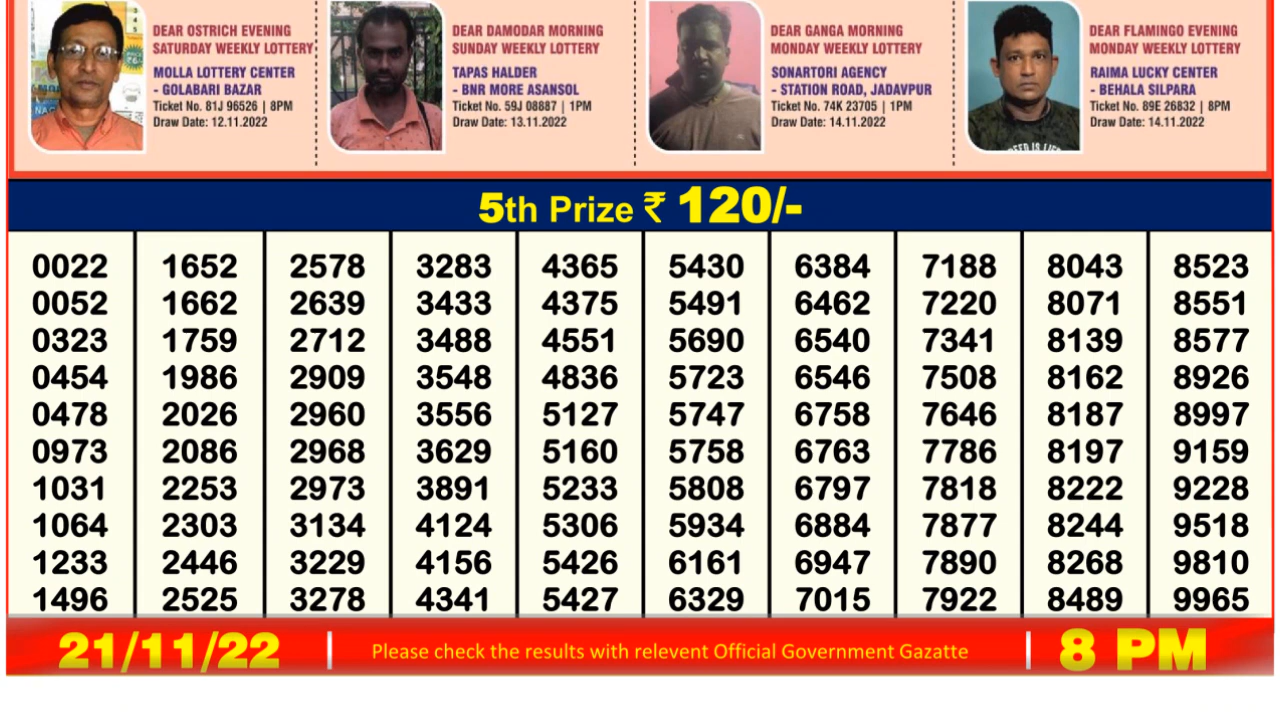 DEAR OSTRICH EVENING
SATURDAY WEEKLY LOTTERY
MOLLA LOTTERY CENTER
- GOLABARI BAZAR
Ticket No. 81J 96526 | 8PM
Draw Date: 12.11.2022
DEAR DAMODAR MORNING
SUNDAY WEEKLY LOTTERY
TAPAS HALDER
- BNR MORE ASANSOL
Ticket No. 59J 08887 | 1PM
Draw Date: 13.11.2022
DEAR GANGA MORNING
MONDAY WEEKLY LOTTERY
SONARTORI AGENCY
- STATION ROAD, JADAVPUR
Ticket No. 74K 23705 | 1PM
Draw Date: 14.11.2022
DEAR FLAMINGO EVENING
MONDAY WEEKLY LOTTERY
RAIMA LUCKY CENTER
- BEHALA SILPARA
Ticket No. 89E 26832 | 8PM
Draw Date: 14.11.2022
5th Prize ₹ 120/-
0022 1652 2578 3283 4365 5430 6384 7188 8043 8523
0052 1662 2639 3433 4375 5491 6462 7220 8071 8551
0323 1759 2712 3488 4551 5690 6540 7341 8139 8577
0454 1986 2909 3548 4836 5723 6546 7508 8162 8926
0478 2026 2960 3556 5127 5747 6758 7646 8187 8997
0973 2086 2968 3629 5160 5758 6763 7786 8197 9159
1031 2253 2973 3891 5233 5808 6797 7818 8222 9228
1064 2303 3134 4124 5306 5934 6884 7877 8244 9518
1233 2446 3229 4156 5426 6161 6947 7890 8268 9810
1496 2525 3278 4341 5427 6329 7015 7922 8489 9965
21/11/22 | Please check the results with relevent Official Government Gazatte | 8 PM